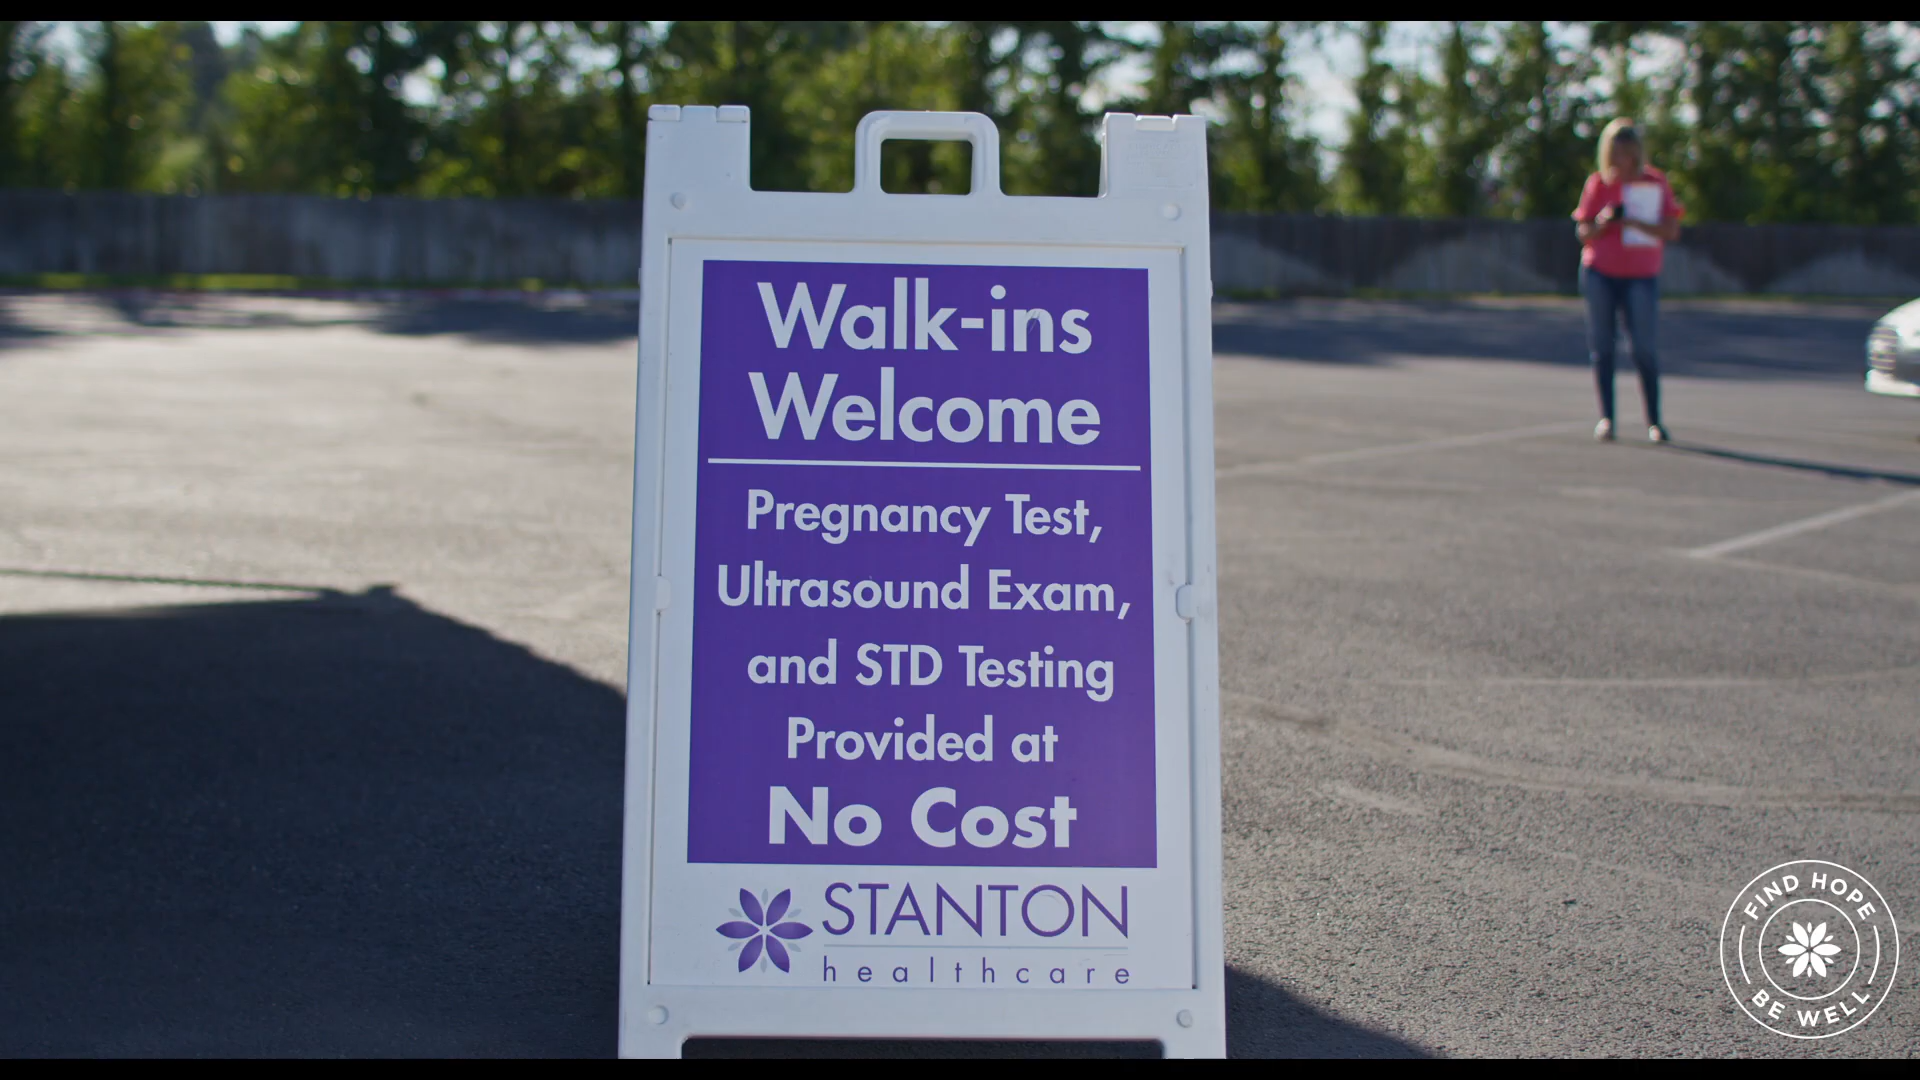 Walk-ins
Welcome
Pregnancy Test,
Ultrasound Exam,
and STD Testing
Provided at
No Cost
STANTON
healthcare
FIND HOPE
BE WELL